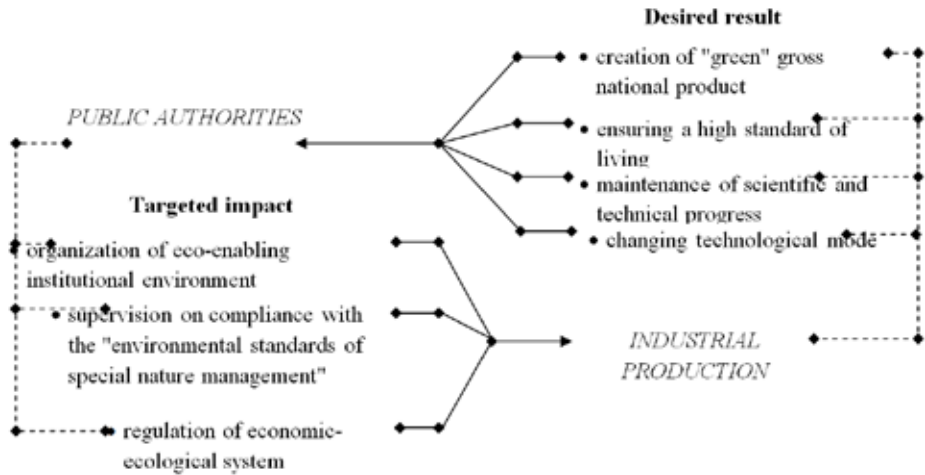 Desired result
• creation of "green" gross
national product
PUBLIC AUTHORITIES
• ensuring a high standard of
living
• maintenance of scientific and
technical progress
• changing technological mode
Targeted impact
• organization of eco-enabling
institutional environment
• supervision on compliance with
the "environmental standards of
special nature management"
INDUSTRIAL
PRODUCTION
• regulation of economic-
ecological system